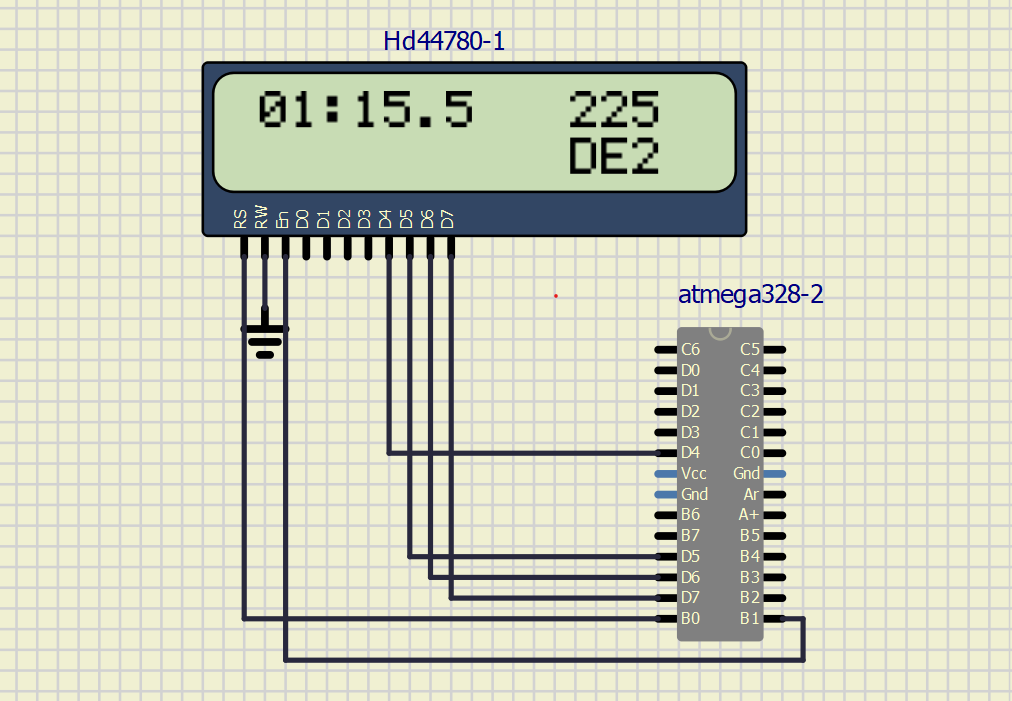 Hd44780-1
01:15.5 225
DE2
RS RW En D0 D1 D2 D3 D4 D5 D6 D7
atmega328-2
C6 C5
D0 C4
D1 C3
D2 C2
D3 C1
D4 C0
Vcc Gnd
Gnd Ar
B6 A+
B7 B5
D5 B4
D6 B3
D7 B2
B0 B1